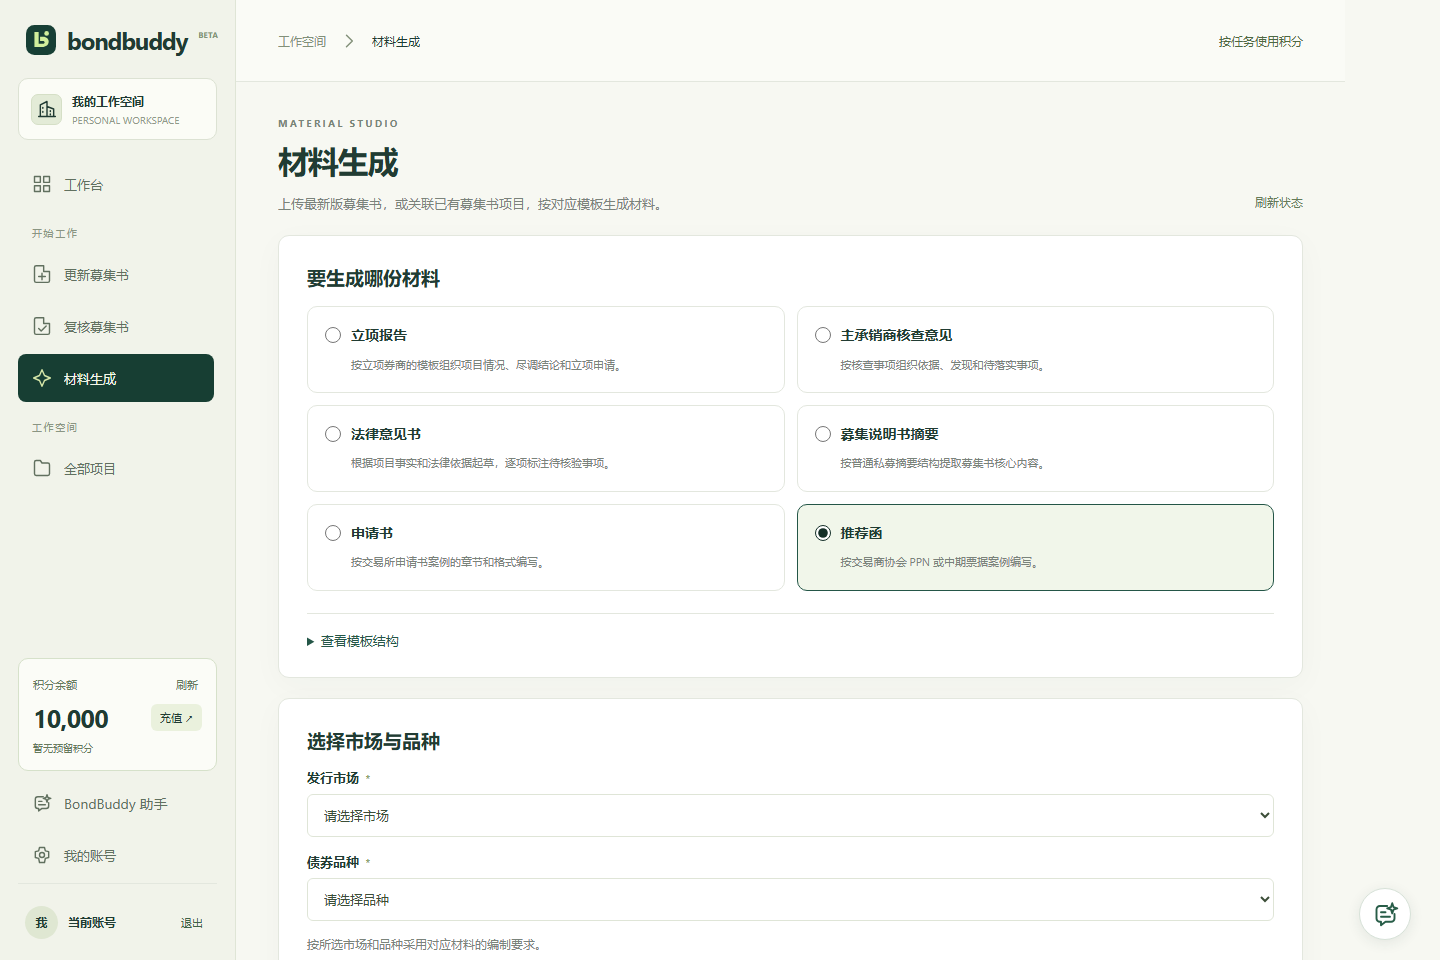 bondbuddy BETA
我的工作空间
PERSONAL WORKSPACE
工作台
开始工作
更新募集书
复核募集书
材料生成
工作空间
全部项目
积分余额 刷新
10,000 充值 ↗
暂无预留积分
BondBuddy 助手
我的账号
我 当前账号 退出
工作空间 材料生成 按任务使用积分
MATERIAL STUDIO
材料生成
上传最新版募集书，或关联已有募集书项目，按对应模板生成材料。 刷新状态
要生成哪份材料
立项报告
按立项券商的模板组织项目情况、尽调结论和立项申请。
主承销商核查意见
按核查事项组织依据、发现和待落实事项。
法律意见书
根据项目事实和法律依据起草，逐项标注待核验事项。
募集说明书摘要
按普通私募摘要结构提取募集书核心内容。
申请书
按交易所申请书案例的章节和格式编写。
推荐函
按交易商协会 PPN 或中期票据案例编写。
查看模板结构
选择市场与品种
发行市场 *
请选择市场
债券品种 *
请选择品种
按所选市场和品种采用对应材料的编制要求。